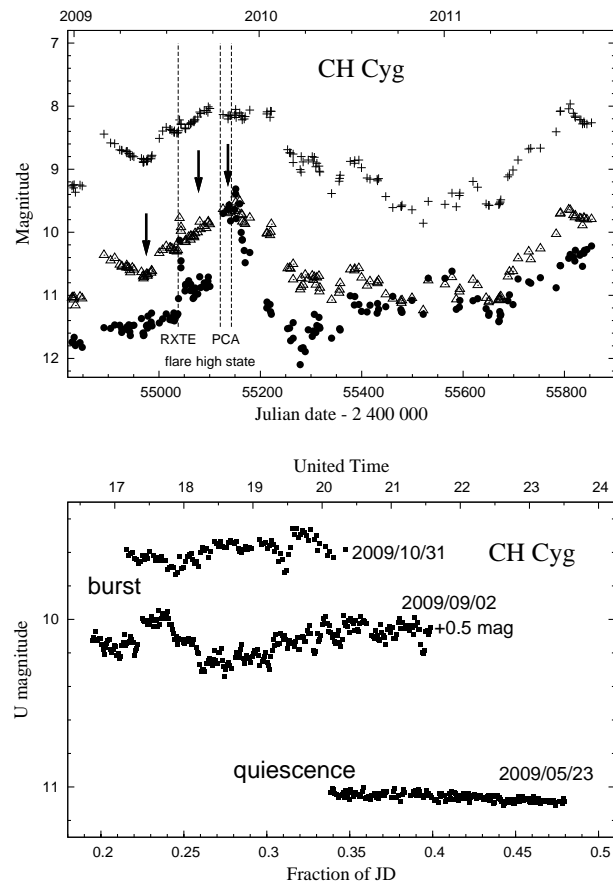 2009 2010 2011
7
8
9
10
11
12
Magnitude
CH Cyg
RXTE PCA
flare high state
55000 55200 55400 55600 55800
Julian date - 2 400 000
United Time
17 18 19 20 21 22 23 24
10
11
U magnitude
CH Cyg
2009/10/31
burst
2009/09/02
+0.5 mag
quiescence
2009/05/23
0.2 0.25 0.3 0.35 0.4 0.45 0.5
Fraction of JD